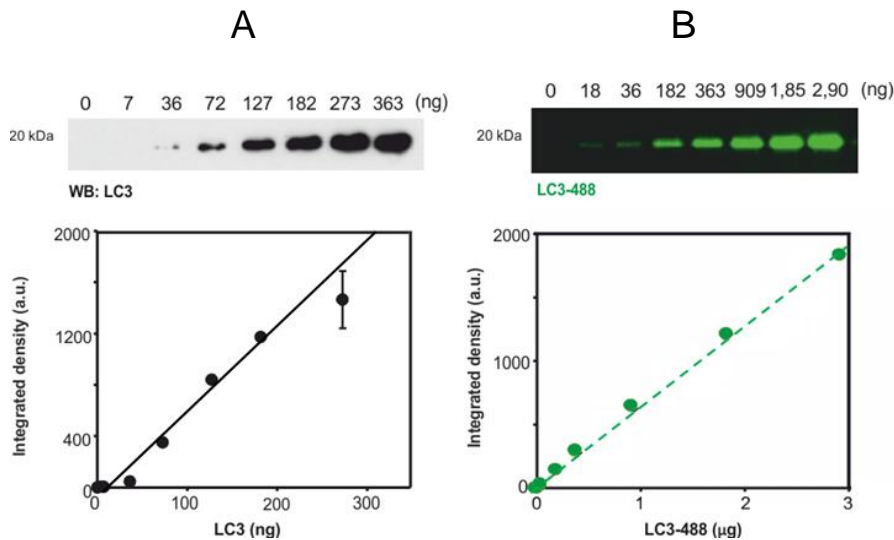 A
0 7 36 72 127 182 273 363 (ng)
20 kDa
WB: LC3
2000
1200
400
0
Integrated density (a.u.)
0 100 200 300
LC3 (ng)
B
0 18 36 182 363 909 1,85 2,90 (ng)
20 kDa
LC3-488
2000
1000
0
Integrated density (a.u.)
0 1 2 3
LC3-488 (µg)